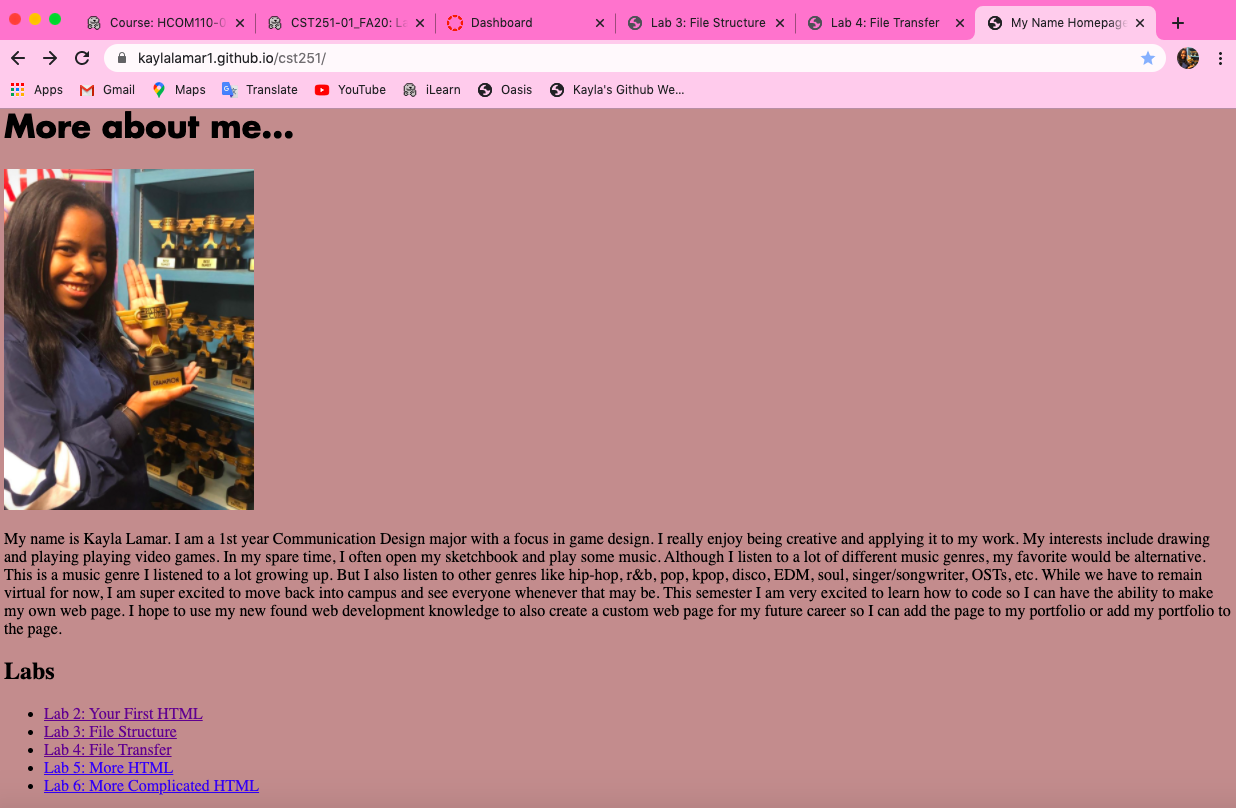 Course: HCOM110-0
CST251-01_FA20: La
Dashboard
Lab 3: File Structure
Lab 4: File Transfer
My Name Homepage
kaylalamar1.github.io/cst251/
Apps Gmail Maps Translate YouTube iLearn Oasis Kayla's Github We...
More about me...
CHAMPION
My name is Kayla Lamar. I am a 1st year Communication Design major with a focus in game design. I really enjoy being creative and applying it to my work. My interests include drawing
and playing playing video games. In my spare time, I often open my sketchbook and play some music. Although I listen to a lot of different music genres, my favorite would be alternative.
This is a music genre I listened to a lot growing up. But I also listen to other genres like hip-hop, r&b, pop, kpop, disco, EDM, soul, singer/songwriter, OSTs, etc. While we have to remain
virtual for now, I am super excited to move back into campus and see everyone whenever that may be. This semester I am very excited to learn how to code so I can have the ability to make
my own web page. I hope to use my new found web development knowledge to also create a custom web page for my future career so I can add the page to my portfolio or add my portfolio to
the page.
Labs
Lab 2: Your First HTML
Lab 3: File Structure
Lab 4: File Transfer
Lab 5: More HTML
Lab 6: More Complicated HTML